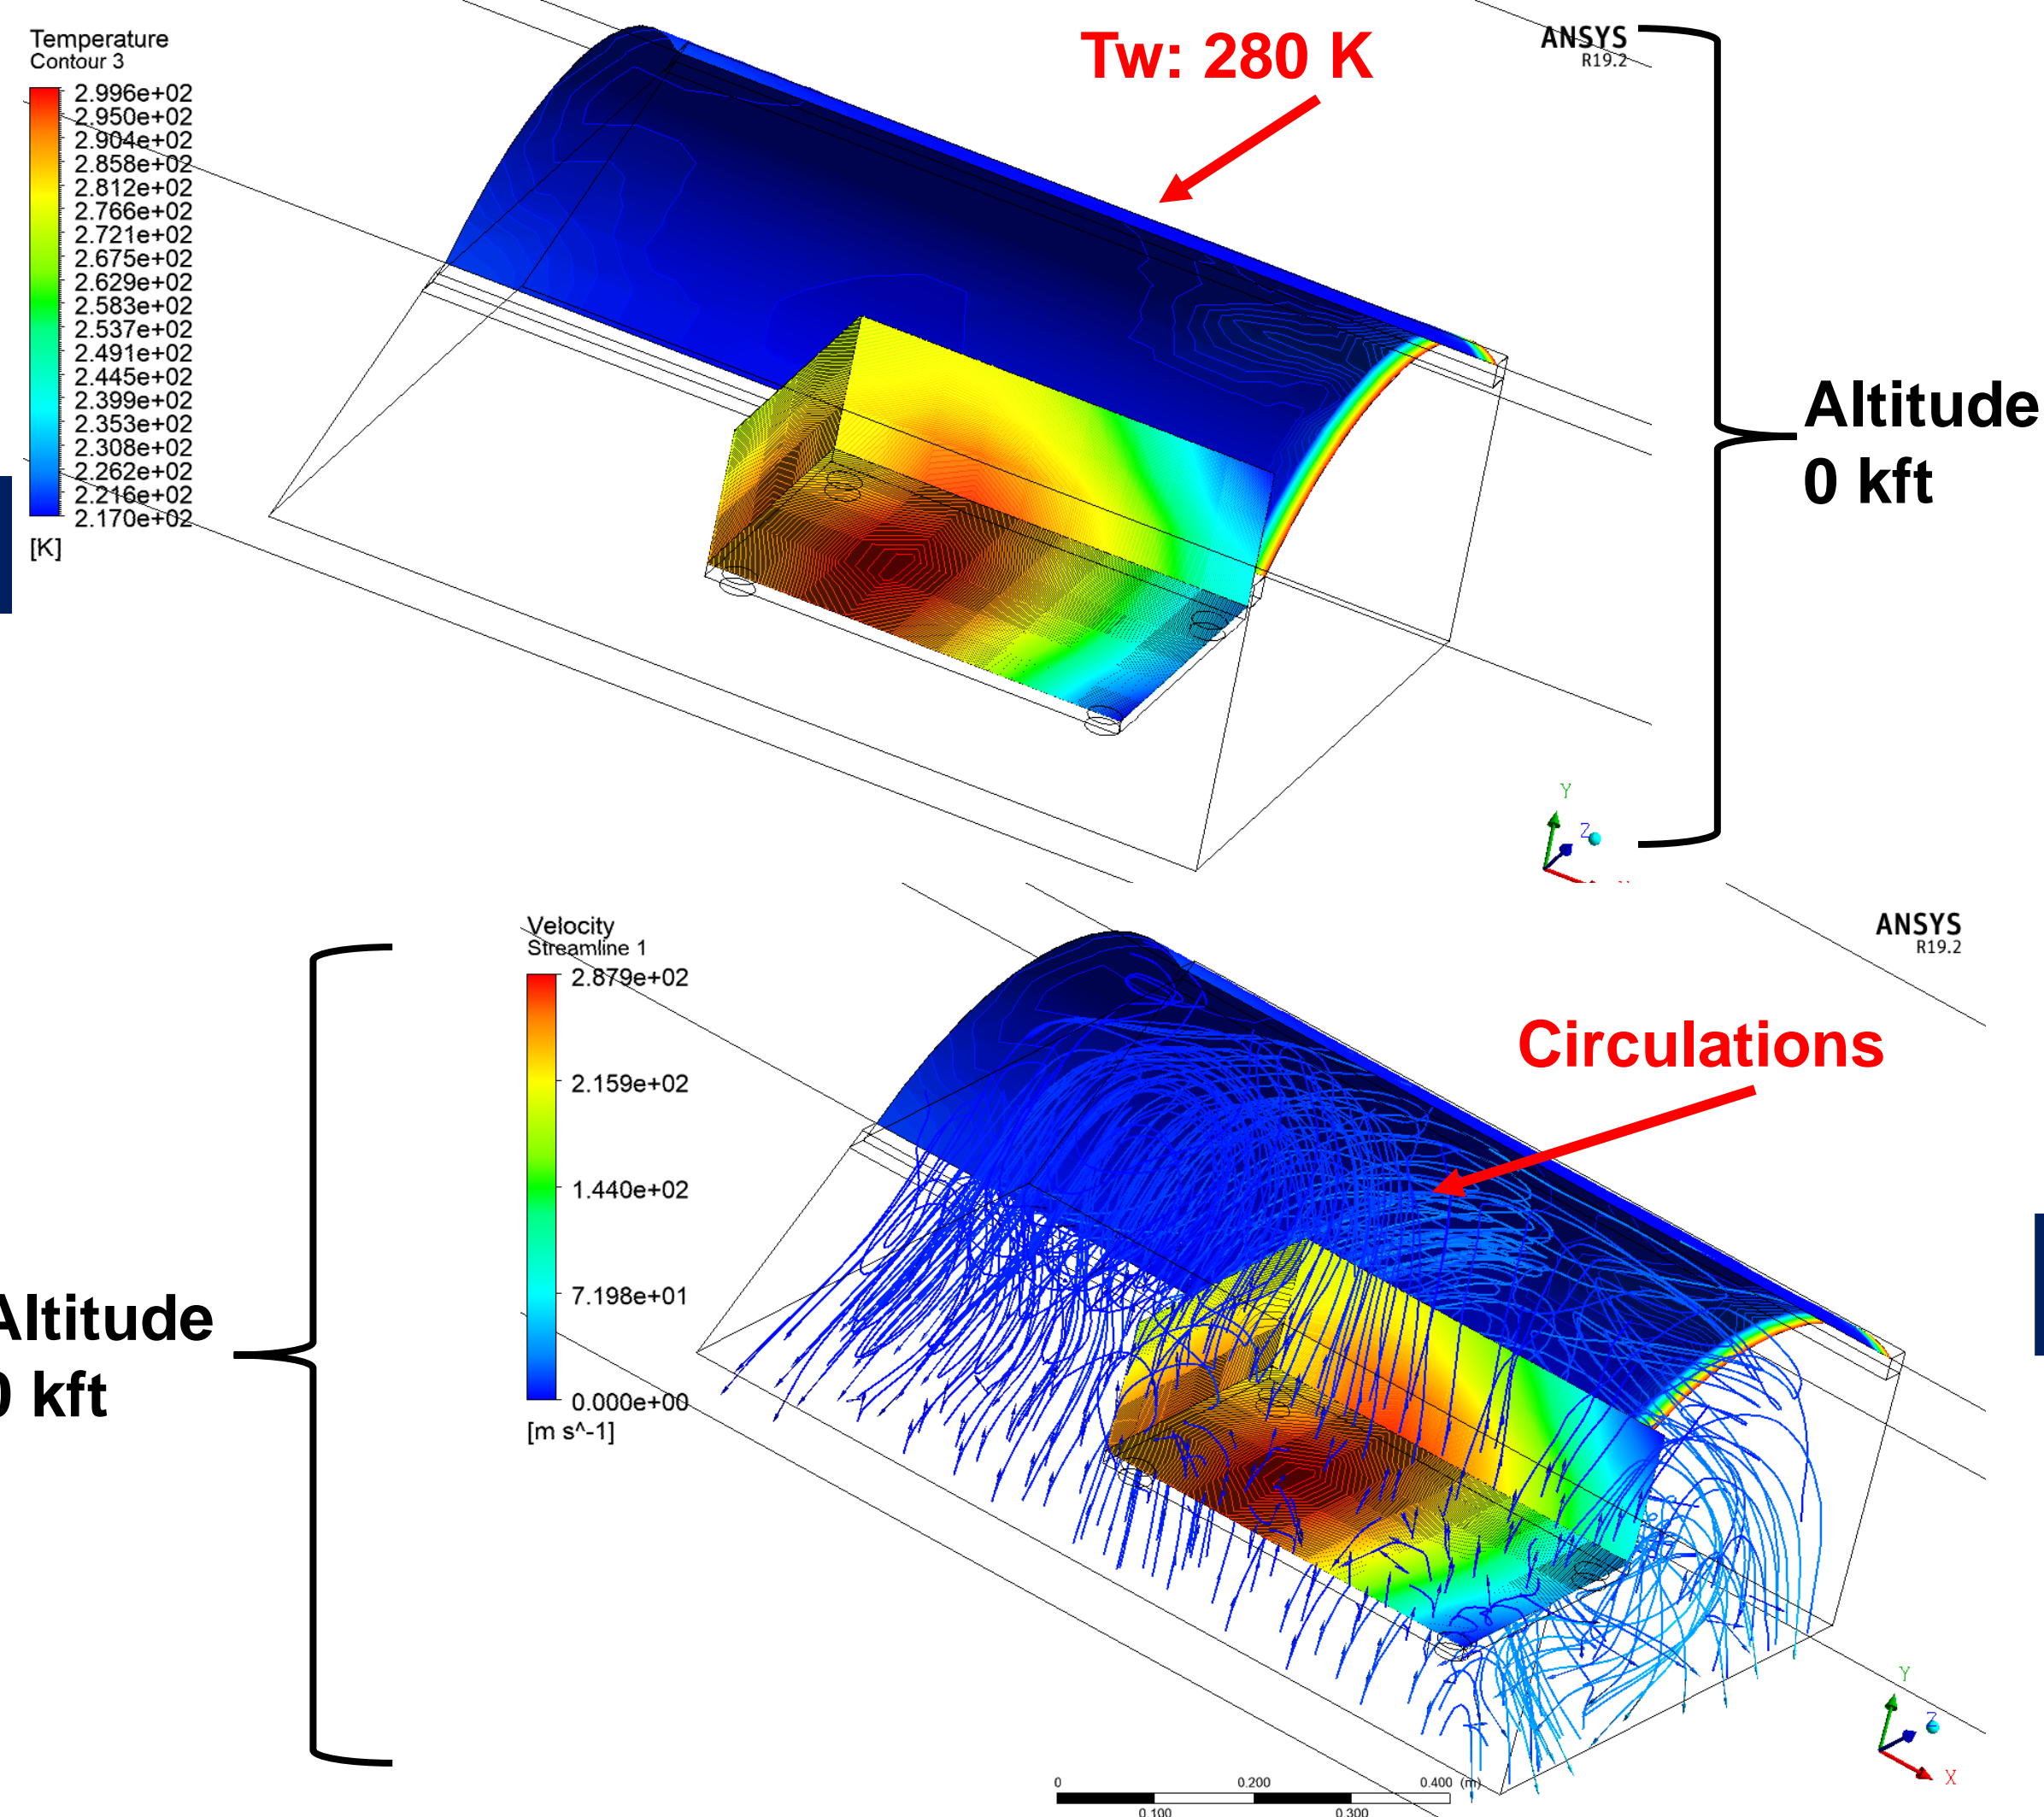 Temperature
Contour 3
2.996e+02
2.950e+02
2.904e+02
2.858e+02
2.812e+02
2.766e+02
2.721e+02
2.675e+02
2.629e+02
2.583e+02
2.537e+02
2.491e+02
2.445e+02
2.399e+02
2.353e+02
2.308e+02
2.262e+02
2.216e+02
2.170e+02
[K]
Tw: 280 K
ANSYS
R19.2
Altitude
0 kft
Y
Z
Velocity
Streamline 1
2.879e+02
2.159e+02
1.440e+02
7.198e+01
0.000e+00
[m s^-1]
ANSYS
R19.2
Circulations
Altitude
0 kft
Y
Z
X
0 0.200 0.400 (m)
0.100 0.300